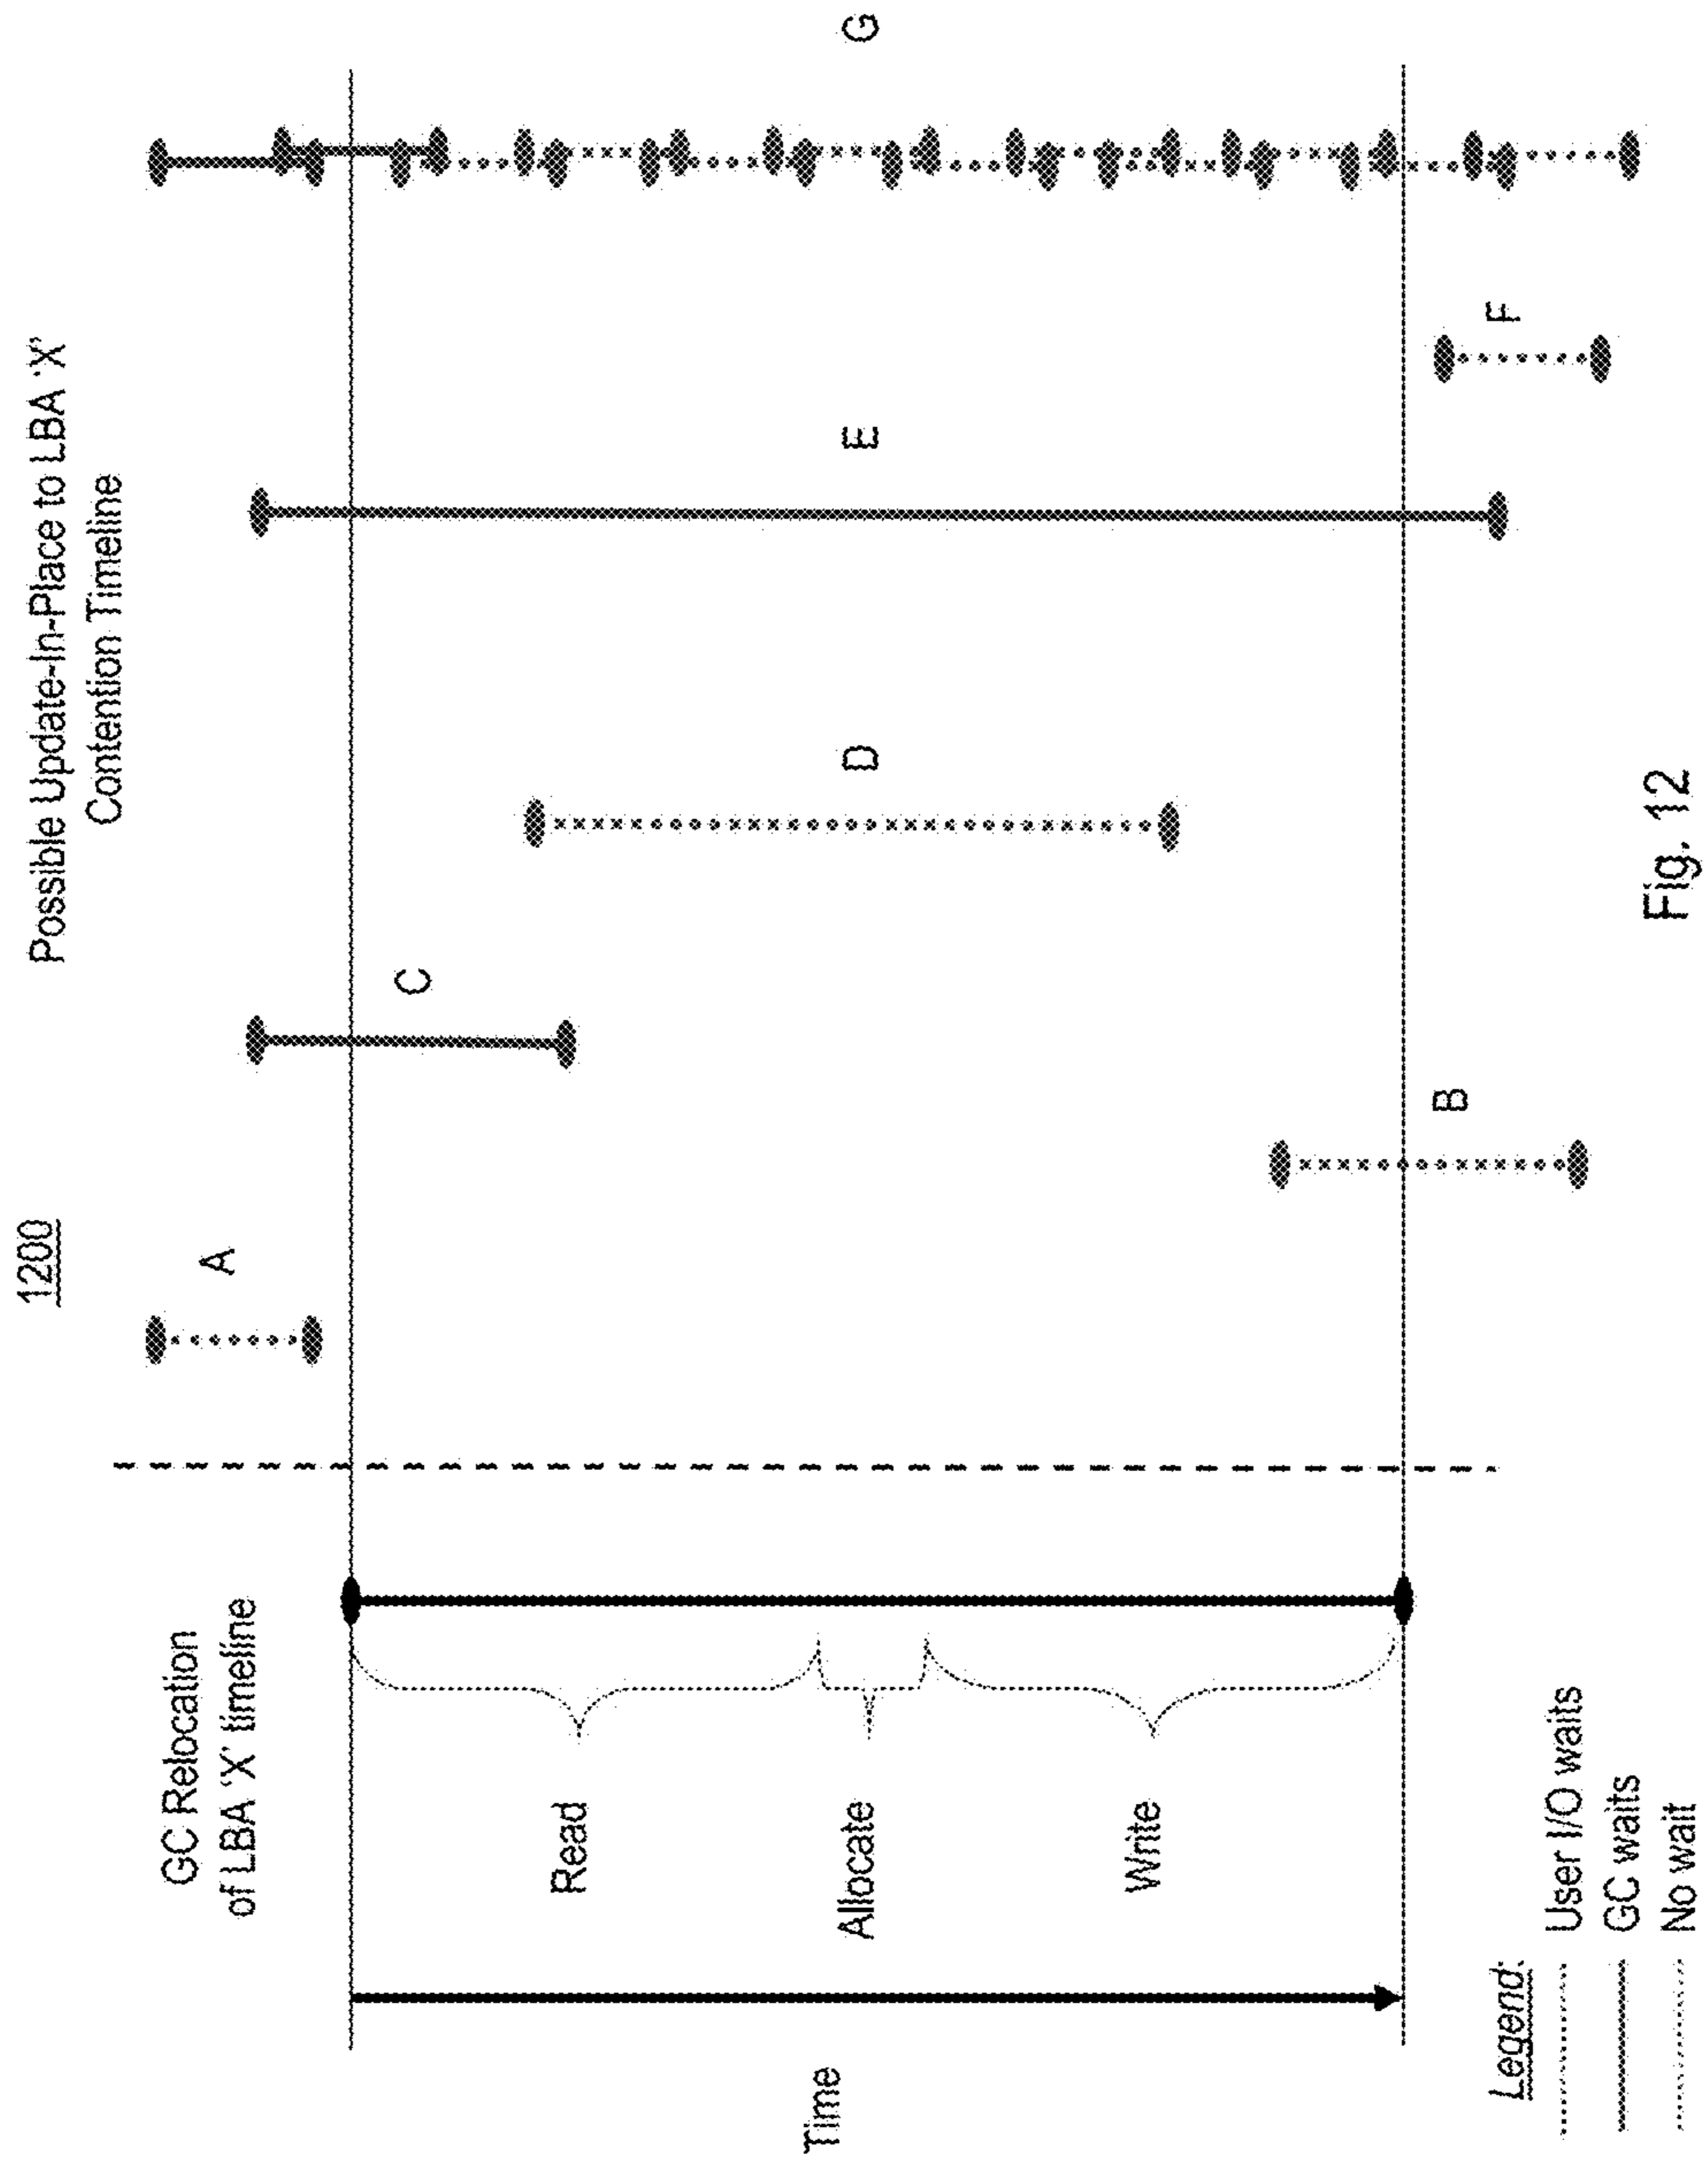 1200
Possible Update-In-Place to LBA ‘X’
Contention Timeline
GC Relocation
of LBA ‘X’ timeline
Time
Read
Allocate
Write
A
B
C
D
E
F
G
Legend:
User I/O waits
GC waits
No wait
Fig. 12